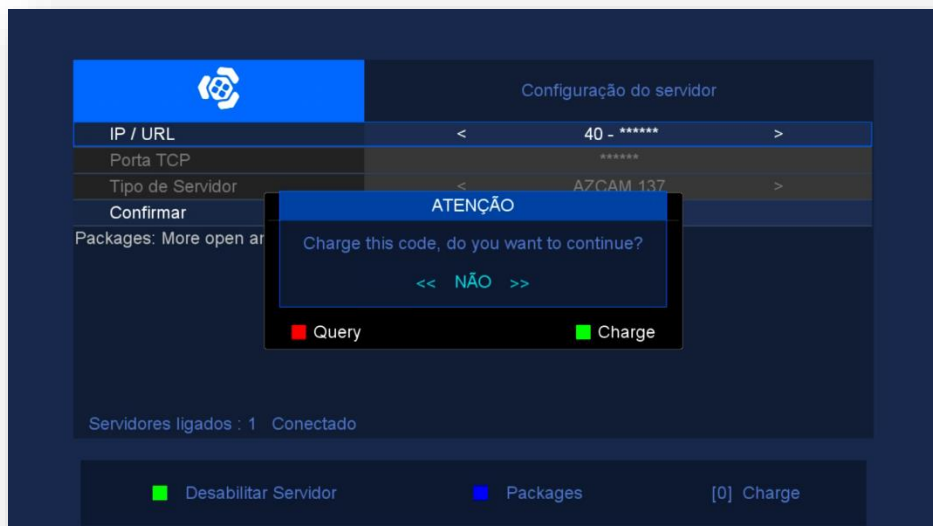 Configuração do servidor
IP / URL < 40 - ****** >
Porta TCP ******
Tipo de Servidor < AZCAM 137 >
Confirmar
ATENÇÃO
Packages: More open ar
Charge this code, do you want to continue?
<< NÃO >>
Query Charge
Servidores ligados : 1 Conectado
Desabilitar Servidor Packages [0] Charge